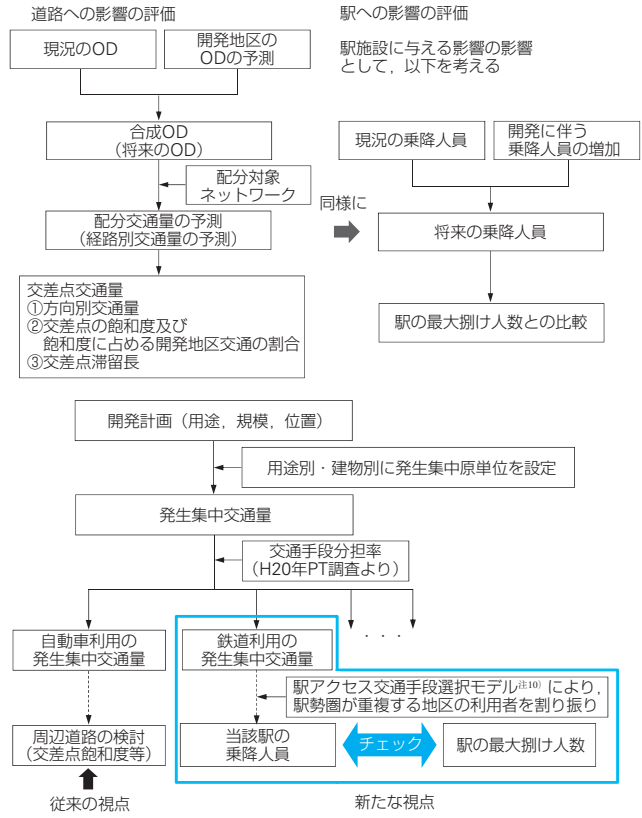 道路への影響の評価
現況のOD
開発地区の
ODの予測
合成OD
（将来のOD）
配分対象
ネットワーク
配分交通量の予測
（経路別交通量の予測）
交差点交通量
①方向別交通量
②交差点の飽和度及び
飽和度に占める開発地区交通の割合
③交差点滞留長
同様に
駅への影響の評価
駅施設に与える影響の影響
として，以下を考える
現況の乗降人員
開発に伴う
乗降人員の増加
将来の乗降人員
駅の最大捌け人数との比較
開発計画（用途，規模，位置）
用途別・建物別に発生集中原単位を設定
発生集中交通量
交通手段分担率
（H20年PT調査より）
自動車利用の
発生集中交通量
鉄道利用の
発生集中交通量
・・・
駅アクセス交通手段選択モデル注10）により，
駅勢圏が重複する地区の利用者を割り振り
周辺道路の検討
（交差点飽和度等）
当該駅の
乗降人員
チェック
駅の最大捌け人数
従来の視点
新たな視点